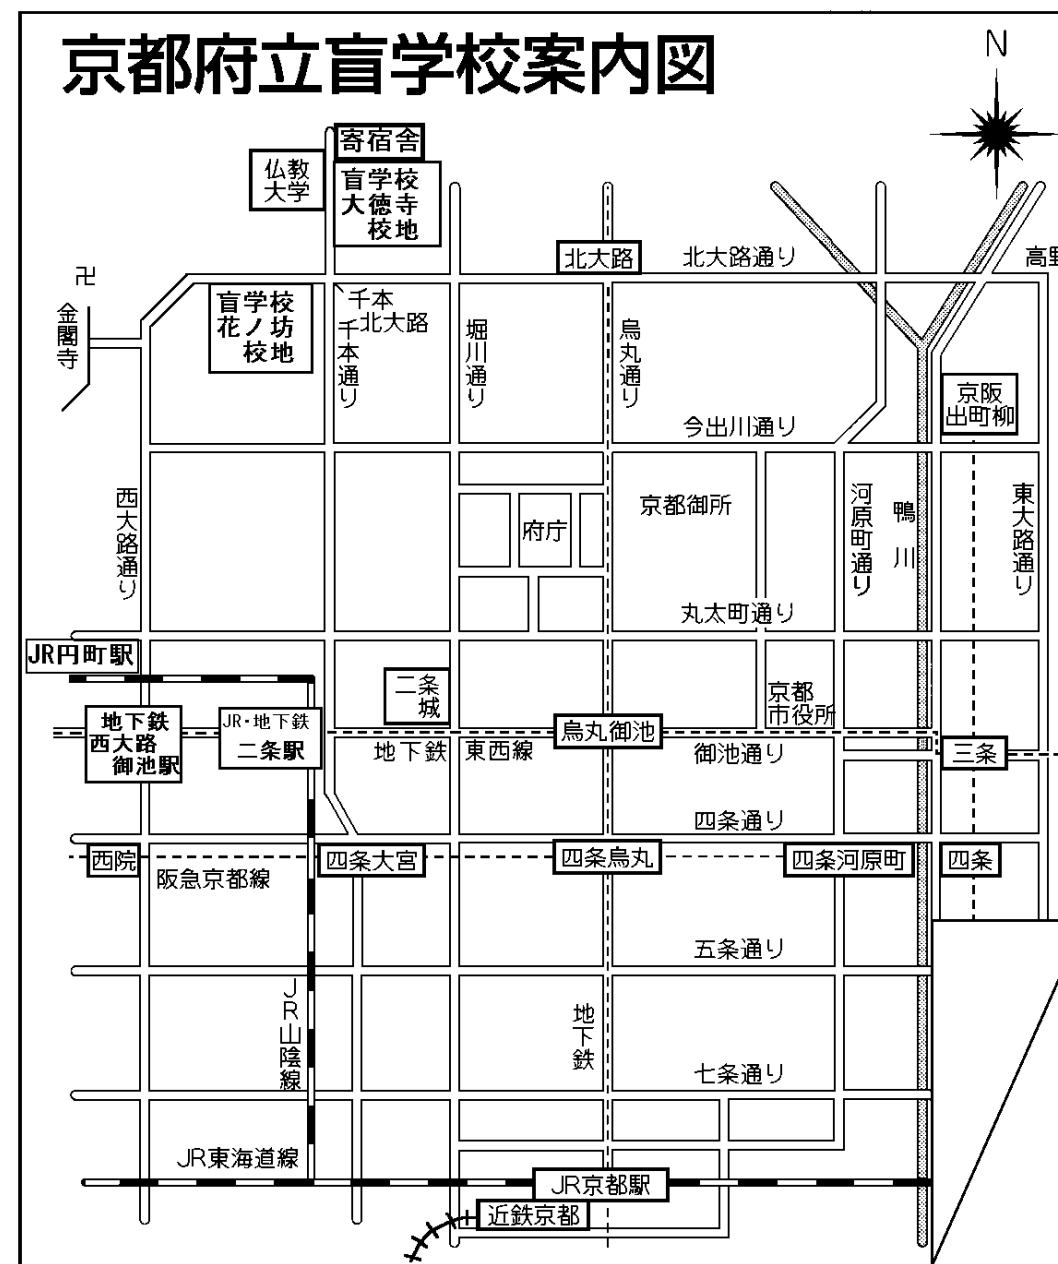 京都府立盲学校案内図
N
寄宿舎
仏教
大学
盲学校
大徳寺
校地
北大路
北大路通り
高野
卍
金閣寺
盲学校
花ノ坊
校地
千本
北大路
千本通り
堀川通り
烏丸通り
京阪
出町柳
今出川通り
西大路通り
府庁
京都御所
河原町通り
鴨川
東大路通り
丸太町通り
JR円町駅
二条
城
京都
市役所
地下鉄
西大路
御池駅
JR・地下鉄
二条駅
地下鉄
東西線
烏丸御池
御池通り
三条
四条通り
西院
阪急京都線
四条大宮
四条烏丸
四条河原町
四条
五条通り
JR山陰線
地下鉄
七条通り
JR東海道線
JR京都駅
近鉄京都